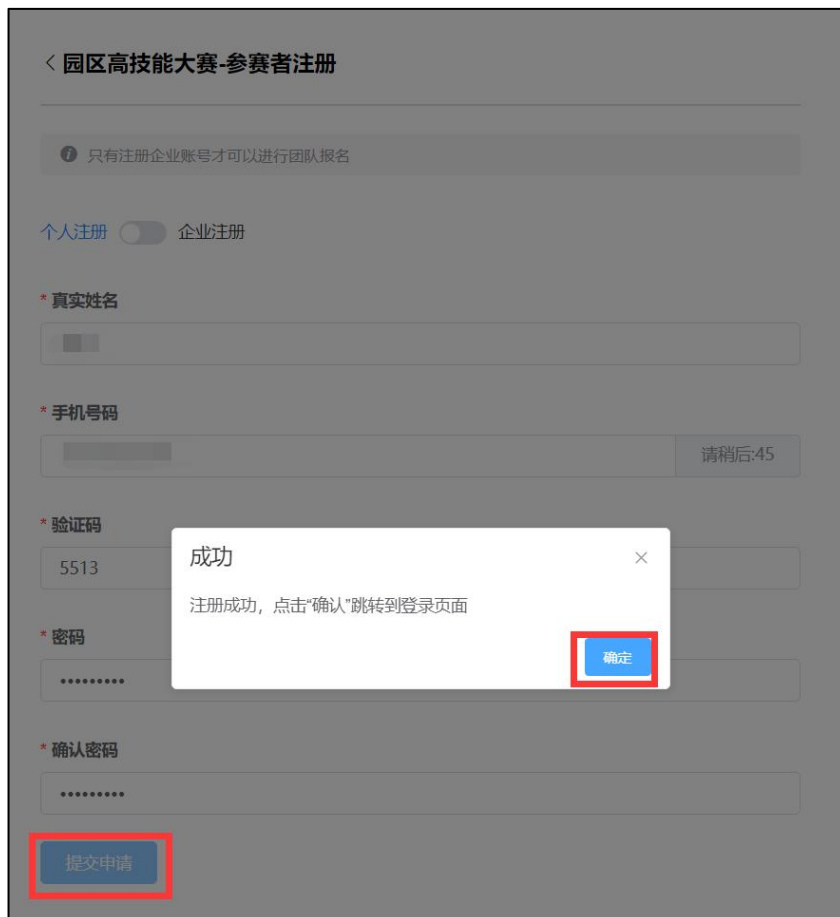 园区高技能大赛-参赛者注册
只有注册企业账号才可以进行团队报名
个人注册 企业注册
* 真实姓名
* 手机号码
请稍后:45
* 验证码
5513
成功
注册成功，点击“确认”跳转到登录页面
确定
* 密码
•••••••••
* 确认密码
•••••••••
提交申请